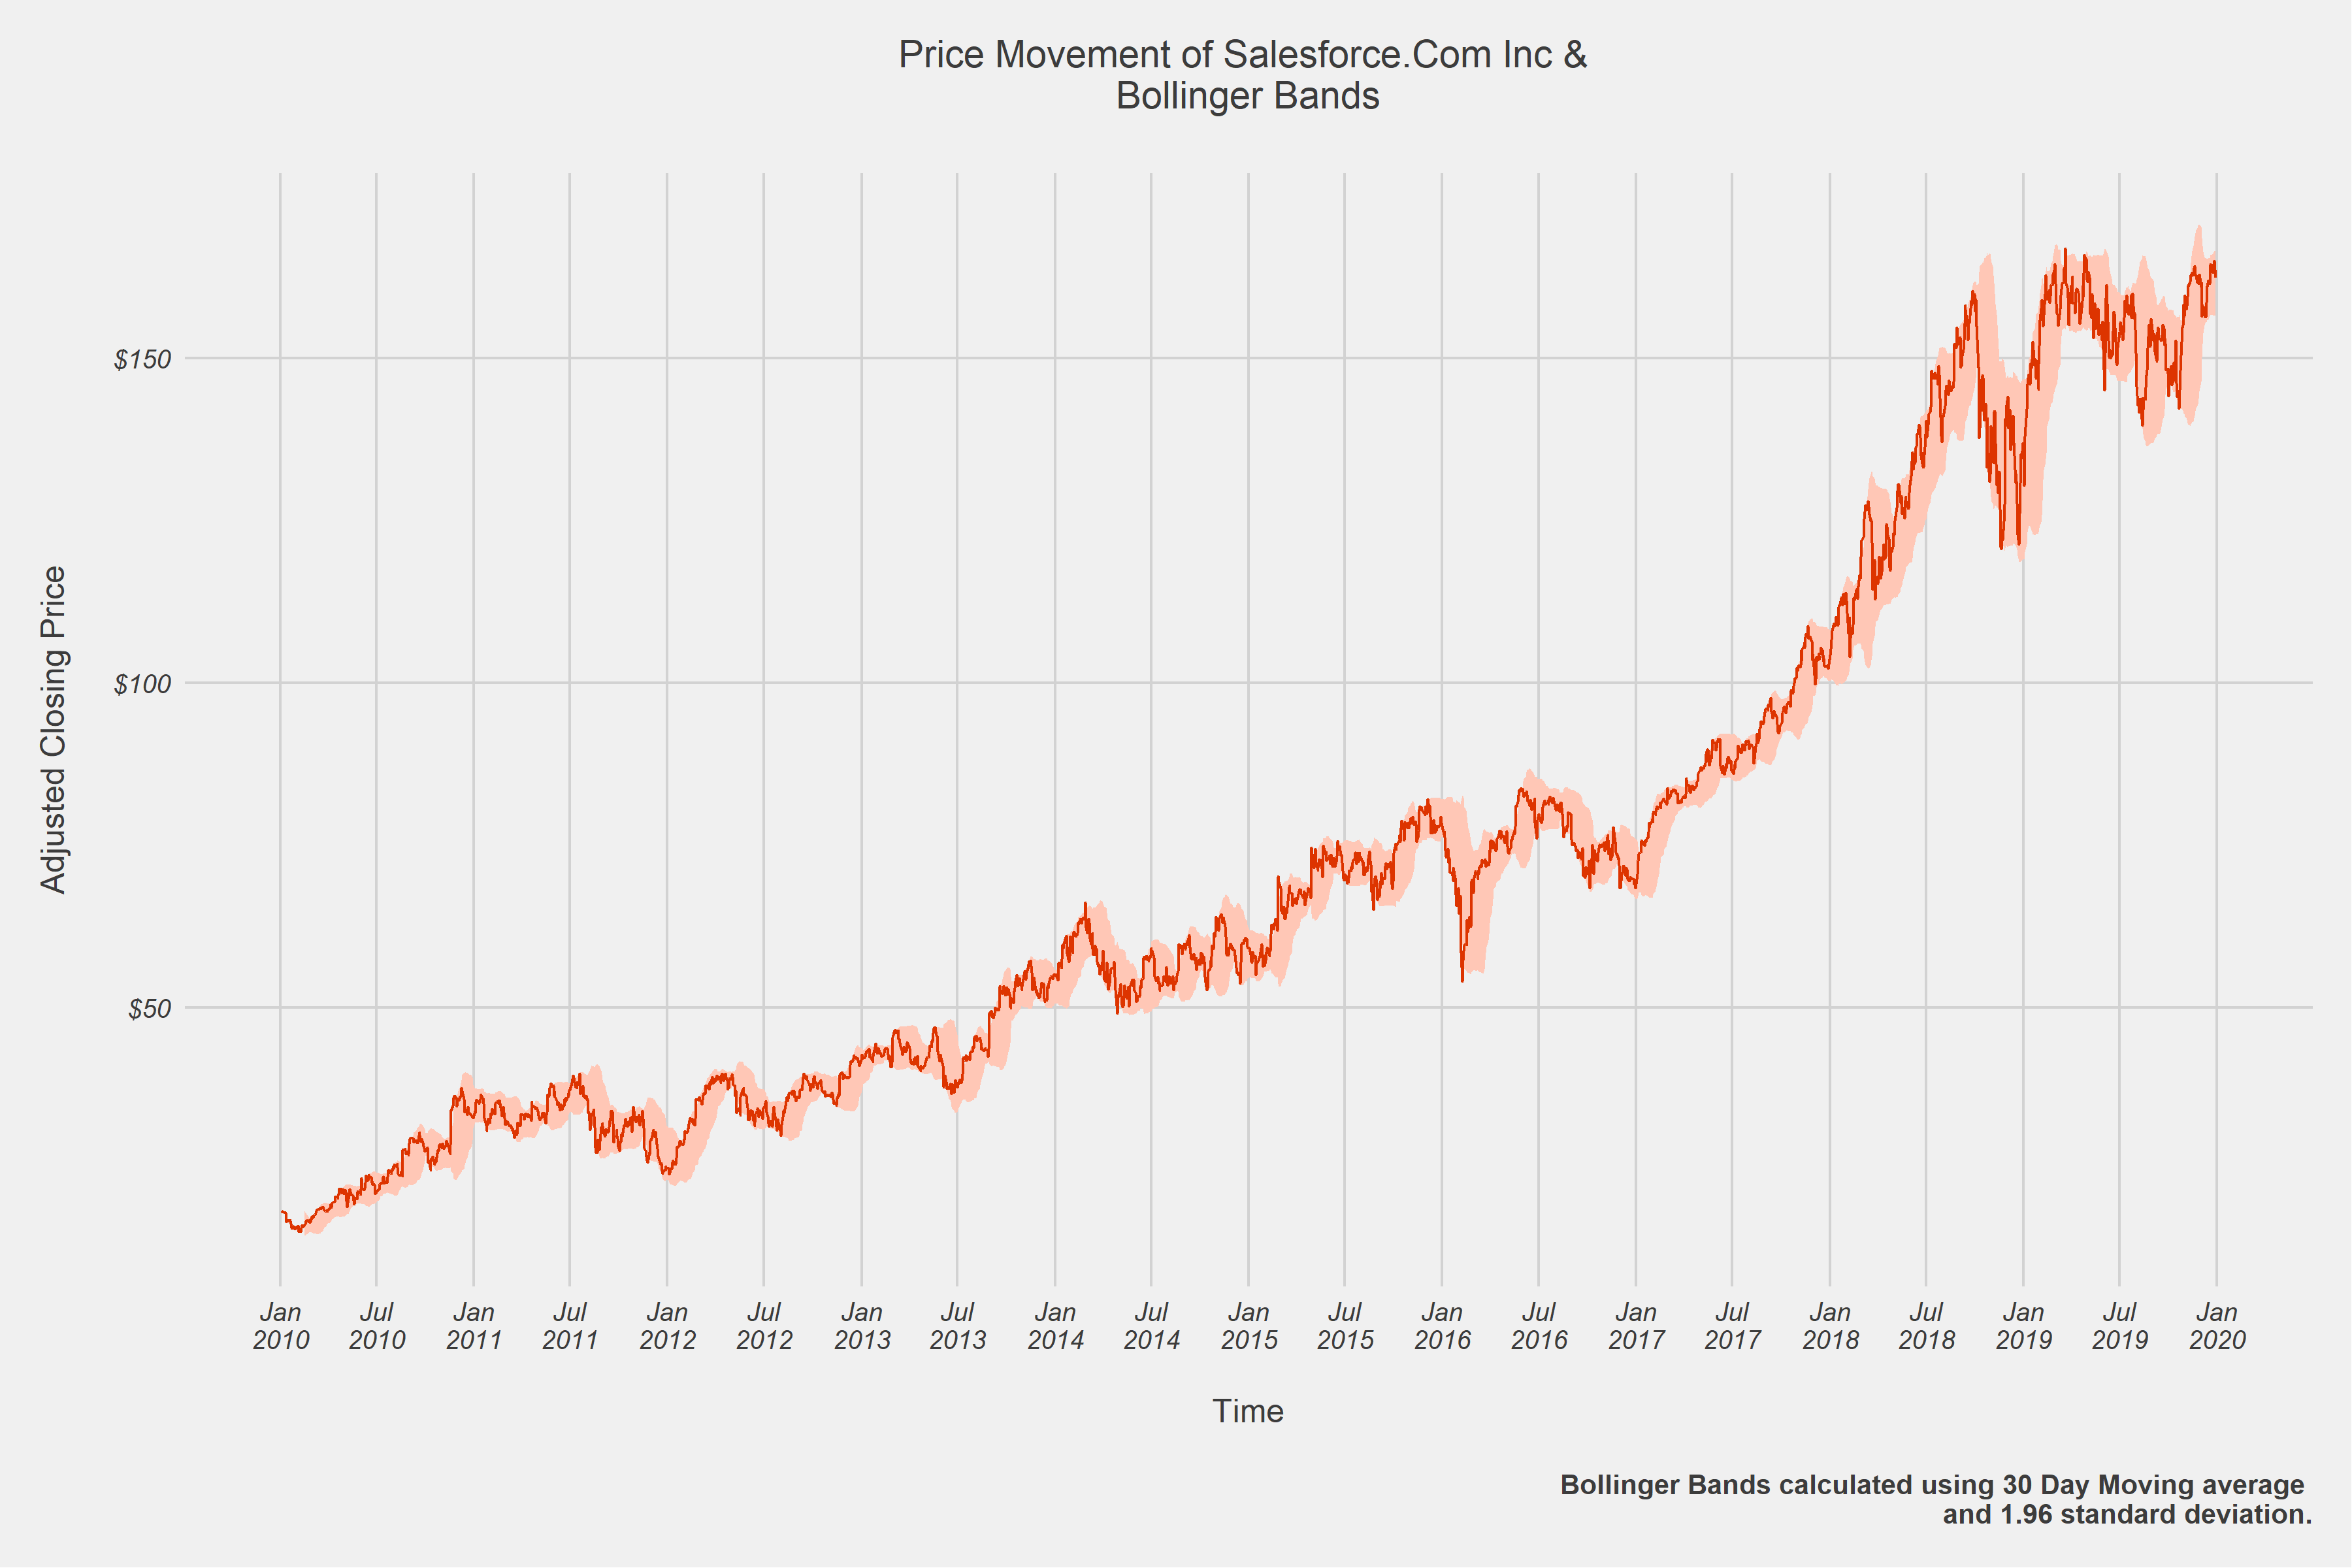 Price Movement of Salesforce.Com Inc &
Bollinger Bands
Adjusted Closing Price
$150
$100
$50
Jan Jul Jan Jul Jan Jul Jan Jul Jan Jul Jan Jul Jan Jul Jan Jul Jan Jul Jan Jul Jan
2010 2010 2011 2011 2012 2012 2013 2013 2014 2014 2015 2015 2016 2016 2017 2017 2018 2018 2019 2019 2020
Time
Bollinger Bands calculated using 30 Day Moving average
and 1.96 standard deviation.